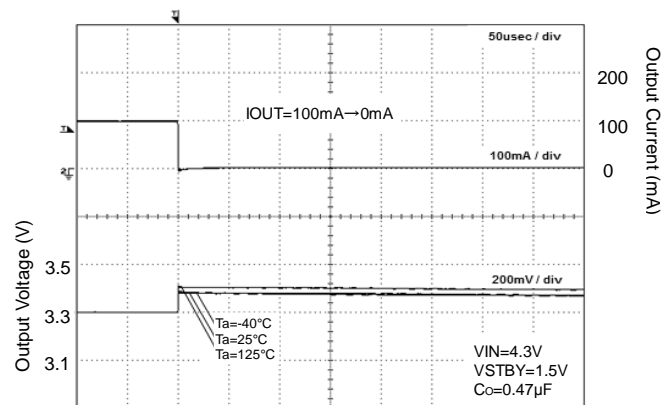 50usec / div
200
IOUT=100mA→0mA
100
100mA / div
0
Output Current (mA)
Output Voltage (V)
3.5
200mV / div
3.3
Ta=-40°C
Ta=25°C
Ta=125°C
3.1
VIN=4.3V
VSTBY=1.5V
Co=0.47µF